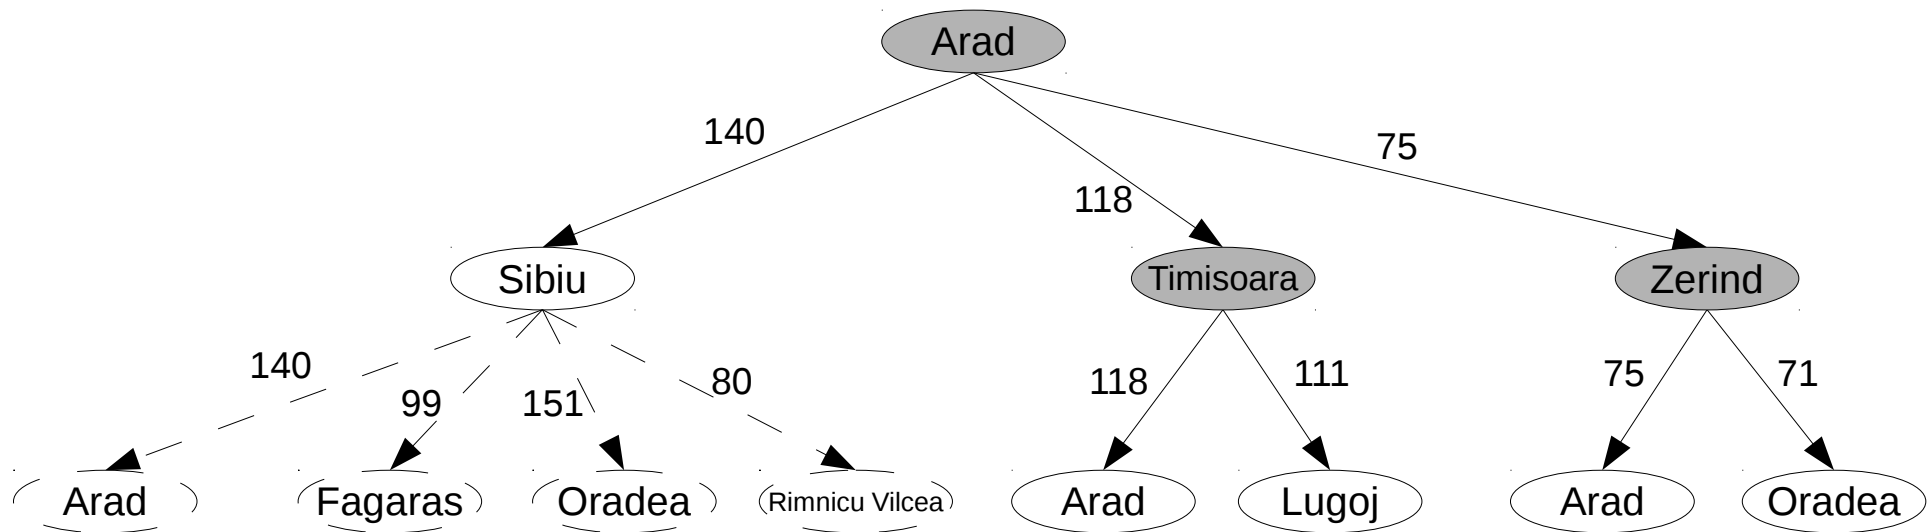 Arad
140
75
118
Sibiu
Timisoara
Zerind
140
99
151
80
118
111
75
71
Arad
Fagaras
Oradea
Rimnicu Vilcea
Arad
Lugoj
Arad
Oradea